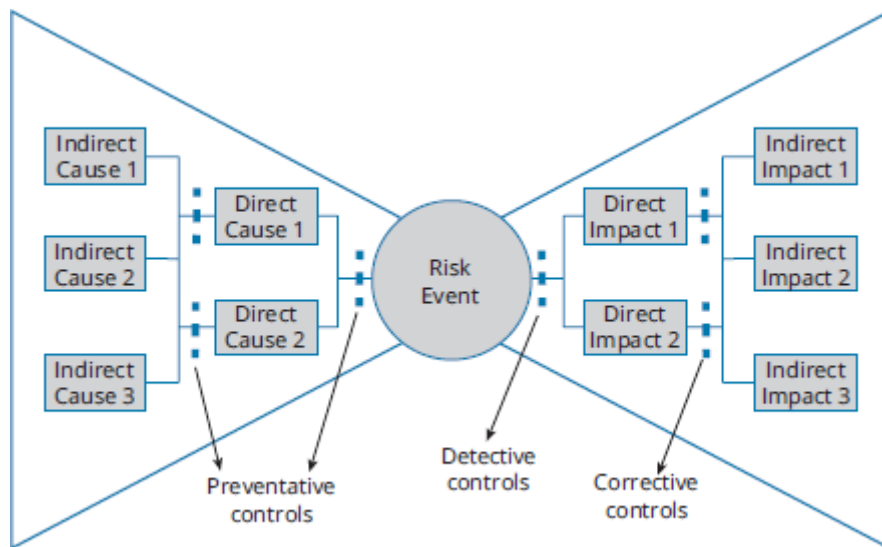 Indirect
Cause 1
Indirect
Cause 2
Indirect
Cause 3
Direct
Cause 1
Direct
Cause 2
Risk
Event
Direct
Impact 1
Direct
Impact 2
Indirect
Impact 1
Indirect
Impact 2
Indirect
Impact 3
Preventative
controls
Detective
controls
Corrective
controls